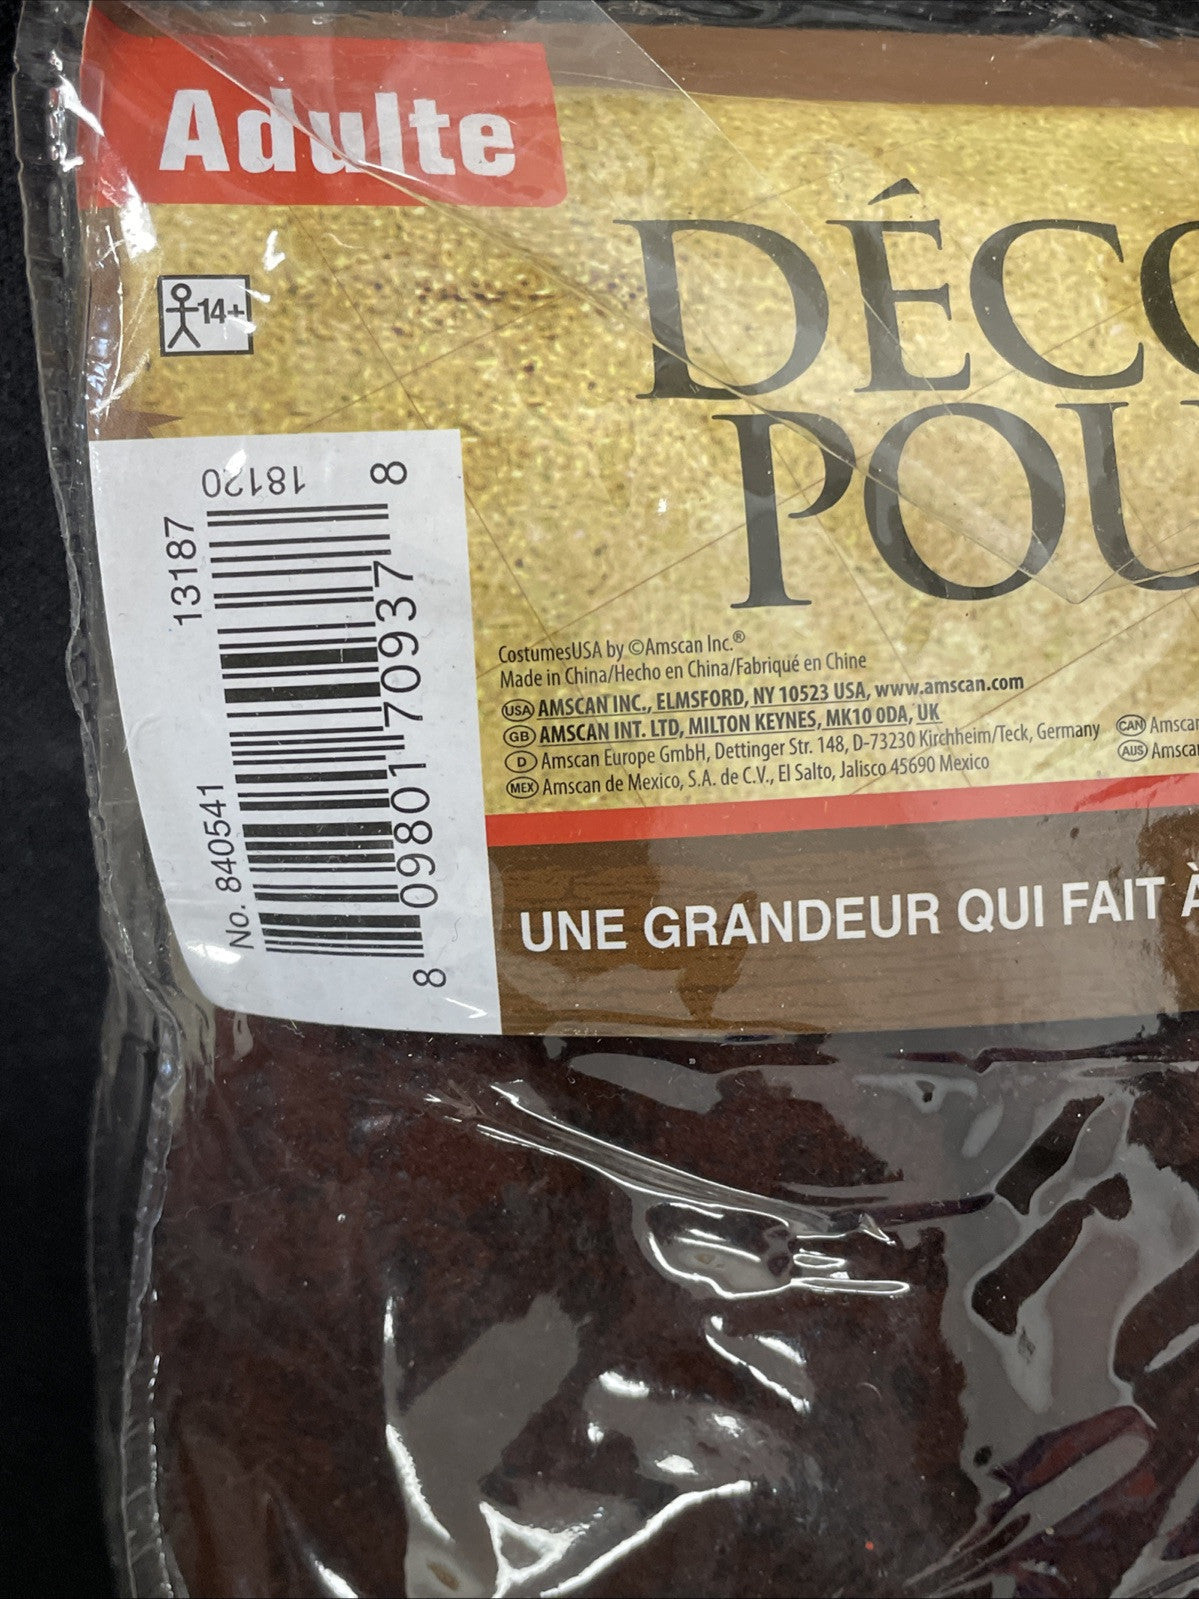 Adulte
14+
DÉCO
POU
18120
13187
No. 840541
8 09801 70937 8
CostumesUSA by ©Amscan Inc.®
Made in China/Hecho en China/Fabriqué en Chine
USA AMSCAN INC., ELMSFORD, NY 10523 USA, www.amscan.com
GB AMSCAN INT. LTD, MILTON KEYNES, MK10 0DA, UK
D Amscan Europe GmbH, Dettinger Str. 148, D-73230 Kirchheim/Teck, Germany
MEX Amscan de Mexico, S.A. de C.V., El Salto, Jalisco 45690 Mexico
CAN Amscan
AUS Amscan
UNE GRANDEUR QUI FAIT À